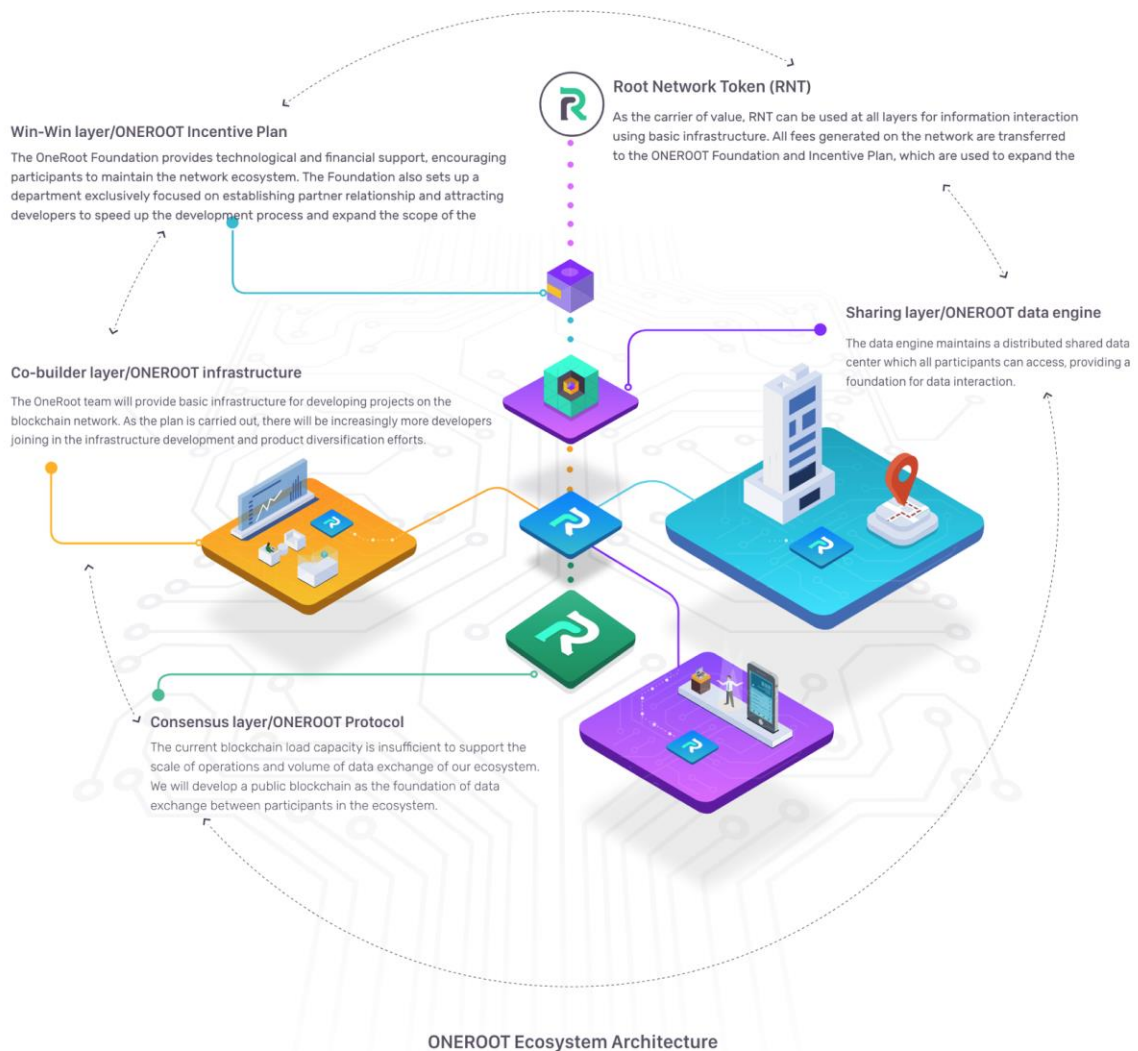 Root Network Token (RNT)
As the carrier of value, RNT can be used at all layers for information interaction
using basic infrastructure. All fees generated on the network are transferred
to the ONEROOT Foundation and Incentive Plan, which are used to expand the
Win-Win layer/ONEROOT Incentive Plan
The OneRoot Foundation provides technological and financial support, encouraging
participants to maintain the network ecosystem. The Foundation also sets up a
department exclusively focused on establishing partner relationship and attracting
developers to speed up the development process and expand the scope of the
Sharing layer/ONEROOT data engine
The data engine maintains a distributed shared data
center which all participants can access, providing a
foundation for data interaction.
Co-builder layer/ONEROOT infrastructure
The OneRoot team will provide basic infrastructure for developing projects on the
blockchain network. As the plan is carried out, there will be increasingly more developers
joining in the infrastructure development and product diversification efforts.
Consensus layer/ONEROOT Protocol
The current blockchain load capacity is insufficient to support the
scale of operations and volume of data exchange of our ecosystem.
We will develop a public blockchain as the foundation of data
exchange between participants in the ecosystem.
ONEROOT Ecosystem Architecture